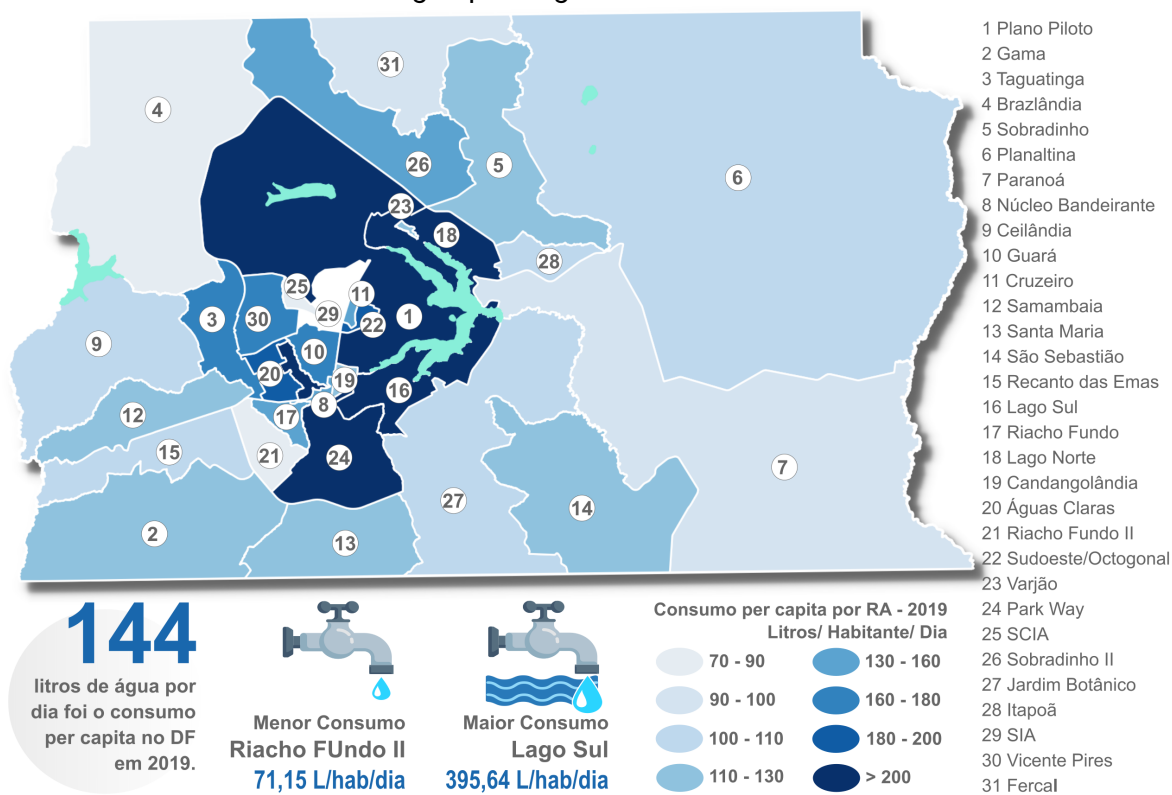 31
4
26
5
6
23
18
28
25
11
29
1
3
30
22
9
10
20
19
16
8
12
17
15
21
24
7
27
14
2
13
1 Plano Piloto
2 Gama
3 Taguatinga
4 Brazlândia
5 Sobradinho
6 Planaltina
7 Paranoá
8 Núcleo Bandeirante
9 Ceilândia
10 Guará
11 Cruzeiro
12 Samambaia
13 Santa Maria
14 São Sebastião
15 Recanto das Emas
16 Lago Sul
17 Riacho Fundo
18 Lago Norte
19 Candangolândia
20 Águas Claras
21 Riacho Fundo II
22 Sudoeste/Octogonal
23 Varjão
24 Park Way
25 SCIA
26 Sobradinho II
27 Jardim Botânico
28 Itapoã
29 SIA
30 Vicente Pires
31 Fercal
144
litros de água por
dia foi o consumo
per capita no DF
em 2019.
Menor Consumo
Riacho FUndo II
71,15 L/hab/dia
Maior Consumo
Lago Sul
395,64 L/hab/dia
Consumo per capita por RA - 2019
Litros/ Habitante/ Dia
70 - 90
90 - 100
100 - 110
110 - 130
130 - 160
160 - 180
180 - 200
> 200